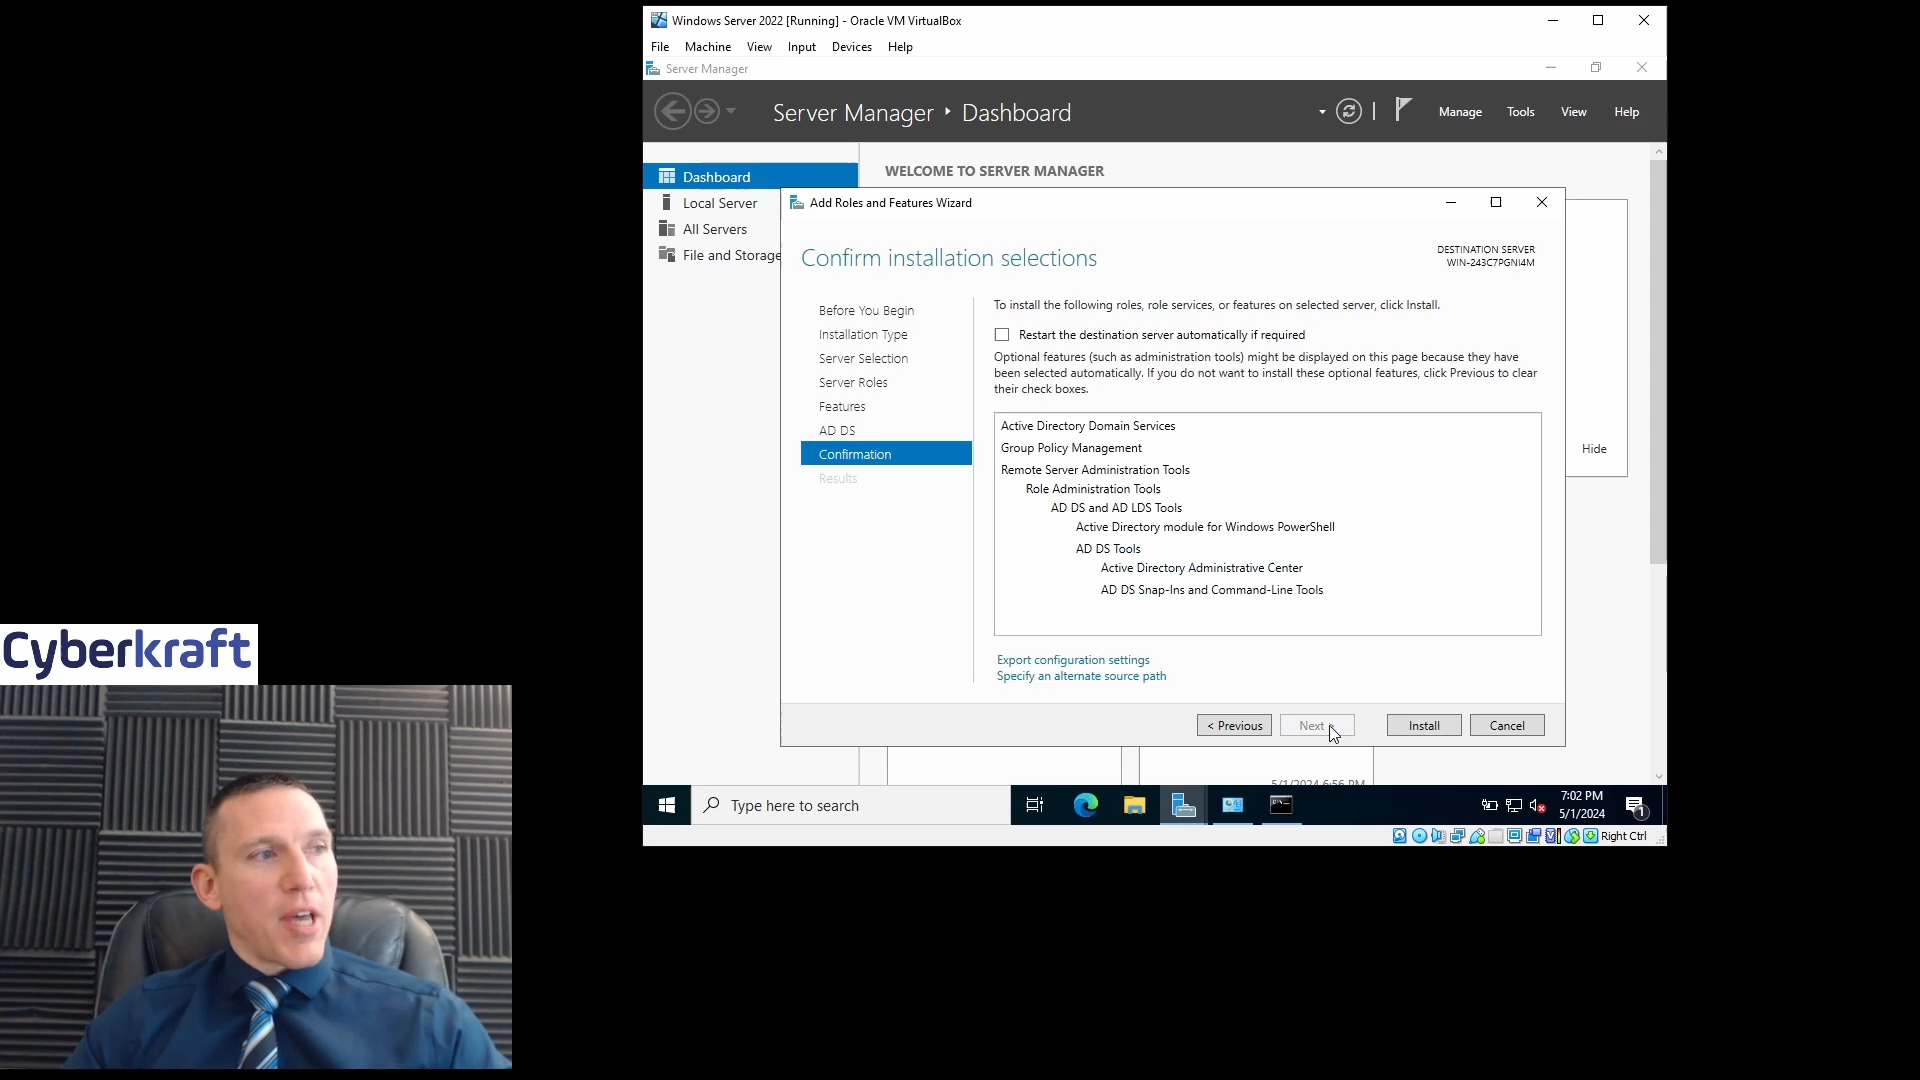 Windows Server 2022 [Running] - Oracle VM VirtualBox
File Machine View Input Devices Help
Server Manager
Server Manager Dashboard
Manage Tools View Help
Dashboard
Local Server
All Servers
File and Storage
WELCOME TO SERVER MANAGER
Add Roles and Features Wizard
Confirm installation selections
DESTINATION SERVER
WIN-243C7PGNI4M
Before You Begin
Installation Type
Server Selection
Server Roles
Features
AD DS
Confirmation
Results
To install the following roles, role services, or features on selected server, click Install.
Restart the destination server automatically if required
Optional features (such as administration tools) might be displayed on this page because they have
been selected automatically. If you do not want to install these optional features, click Previous to clear
their check boxes.
Active Directory Domain Services
Group Policy Management
Remote Server Administration Tools
Role Administration Tools
AD DS and AD LDS Tools
Active Directory module for Windows PowerShell
AD DS Tools
Active Directory Administrative Center
AD DS Snap-Ins and Command-Line Tools
Export configuration settings
Specify an alternate source path
< Previous Next Install Cancel
Hide
5/1/2024 6:56 PM
Type here to search
7:02 PM
5/1/2024
1
Right Ctrl
Cyberkraft